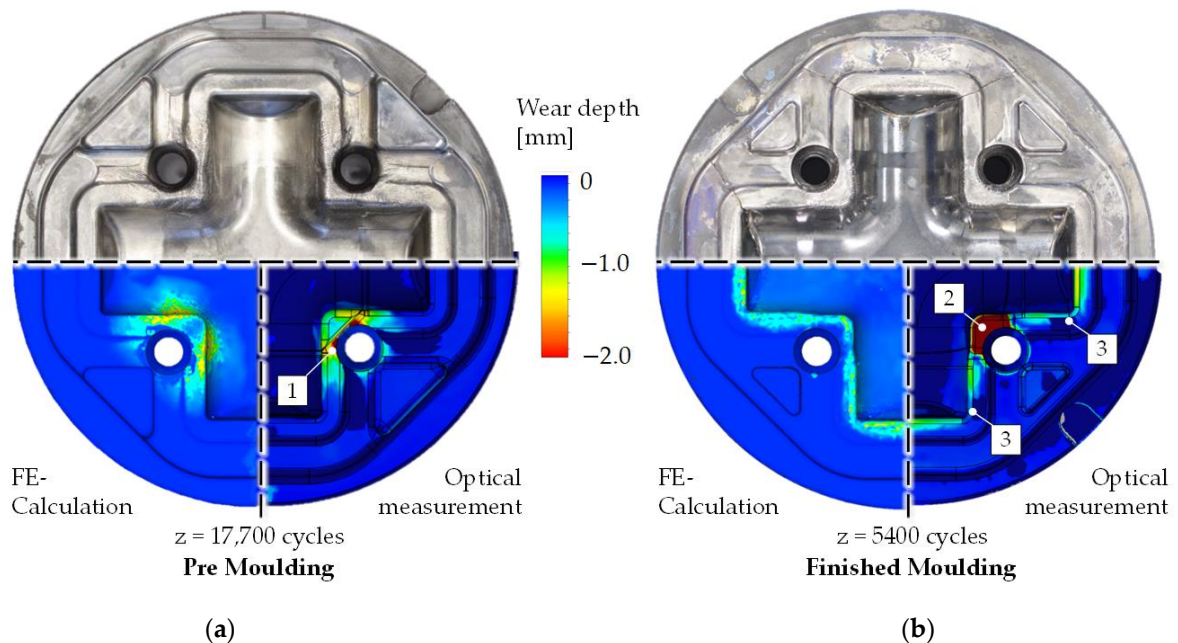 Wear depth
[mm]
0
−1.0
−2.0
1
2
3
3
FE-
Calculation
Optical
measurement
z = 17,700 cycles
Pre Moulding
FE-
Calculation
Optical
measurement
z = 5400 cycles
Finished Moulding
(a)
(b)